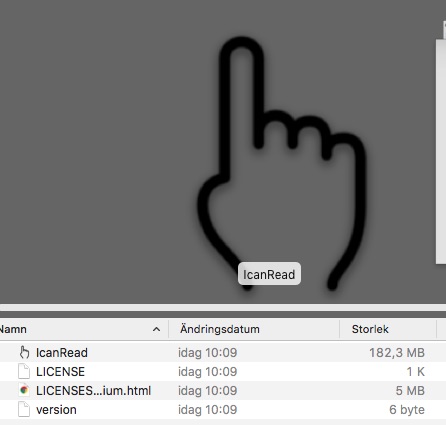 IcanRead
Namn Ändringsdatum Storlek
IcanRead idag 10:09 182,3 MB
LICENSE idag 10:09 1 K
LICENSES...ium.html idag 10:09 5 MB
version idag 10:09 6 byte